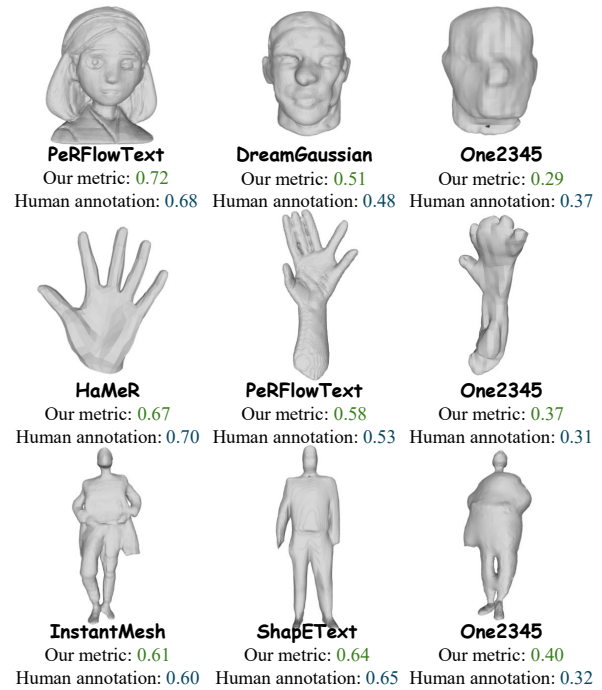 PeRFlowText DreamGaussian One2345
Our metric: 0.72 Our metric: 0.51 Our metric: 0.29
Human annotation: 0.68 Human annotation: 0.48 Human annotation: 0.37
HaMeR PeRFlowText One2345
Our metric: 0.67 Our metric: 0.58 Our metric: 0.37
Human annotation: 0.70 Human annotation: 0.53 Human annotation: 0.31
InstantMesh ShapEText One2345
Our metric: 0.61 Our metric: 0.64 Our metric: 0.40
Human annotation: 0.60 Human annotation: 0.65 Human annotation: 0.32